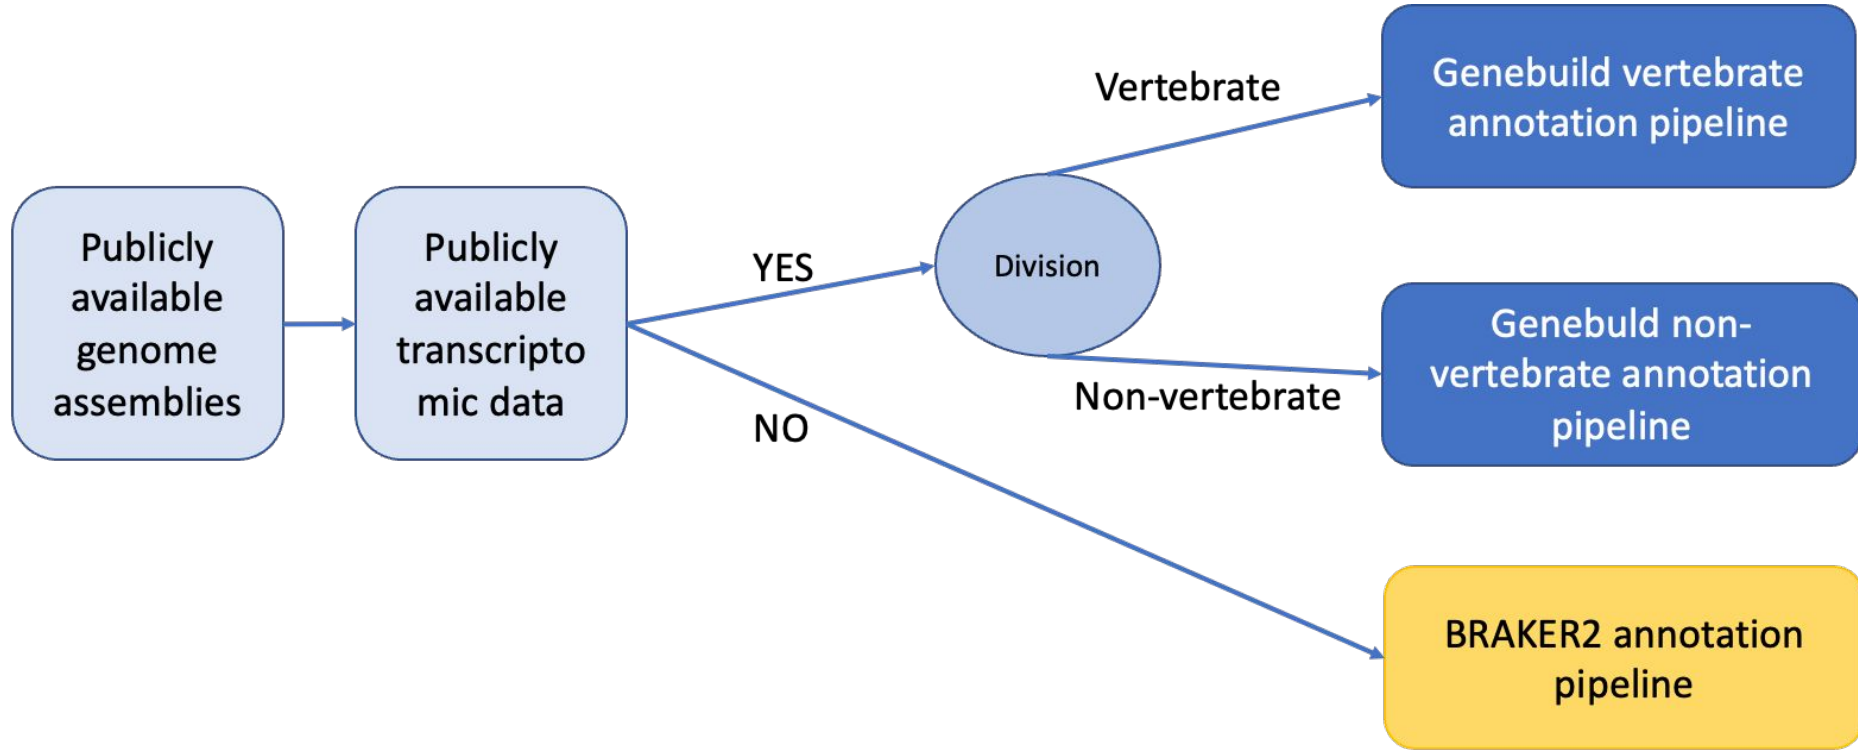 Publicly
available
genome
assemblies
Publicly
available
transcripto
mic data
YES
NO
Division
Vertebrate
Non-vertebrate
Genebuild vertebrate
annotation pipeline
Genebuld non-
vertebrate annotation
pipeline
BRAKER2 annotation
pipeline